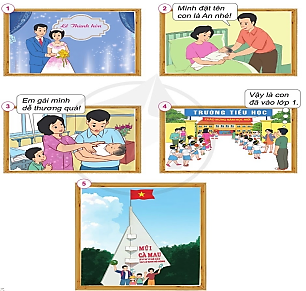 1
Lễ Thành hôn
2
Mình đặt tên
con là An nhé!
3
Em gái mình
dễ thương quá!
4
Vậy là con
đã vào lớp 1.
TRƯỜNG TIỂU HỌC
5
MŨI
CÀ MAU